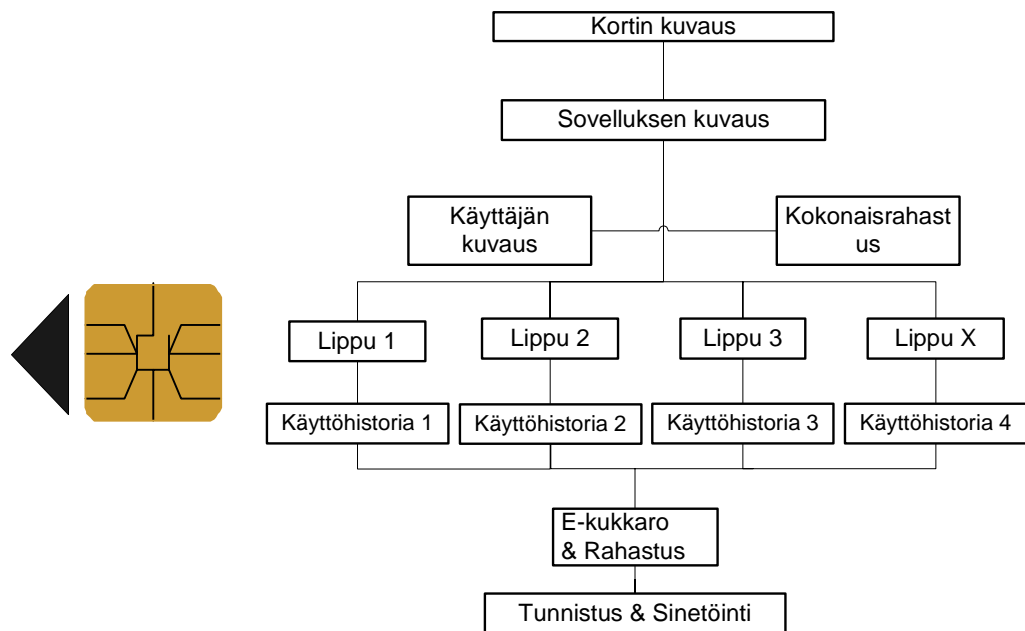 Kortin kuvaus
Sovelluksen kuvaus
Käyttäjän
kuvaus
Kokonaisrahast
us
Lippu 1
Lippu 2
Lippu 3
Lippu X
Käyttöhistoria 1
Käyttöhistoria 2
Käyttöhistoria 3
Käyttöhistoria 4
E-kukkaro
& Rahastus
Tunnistus & Sinetöinti